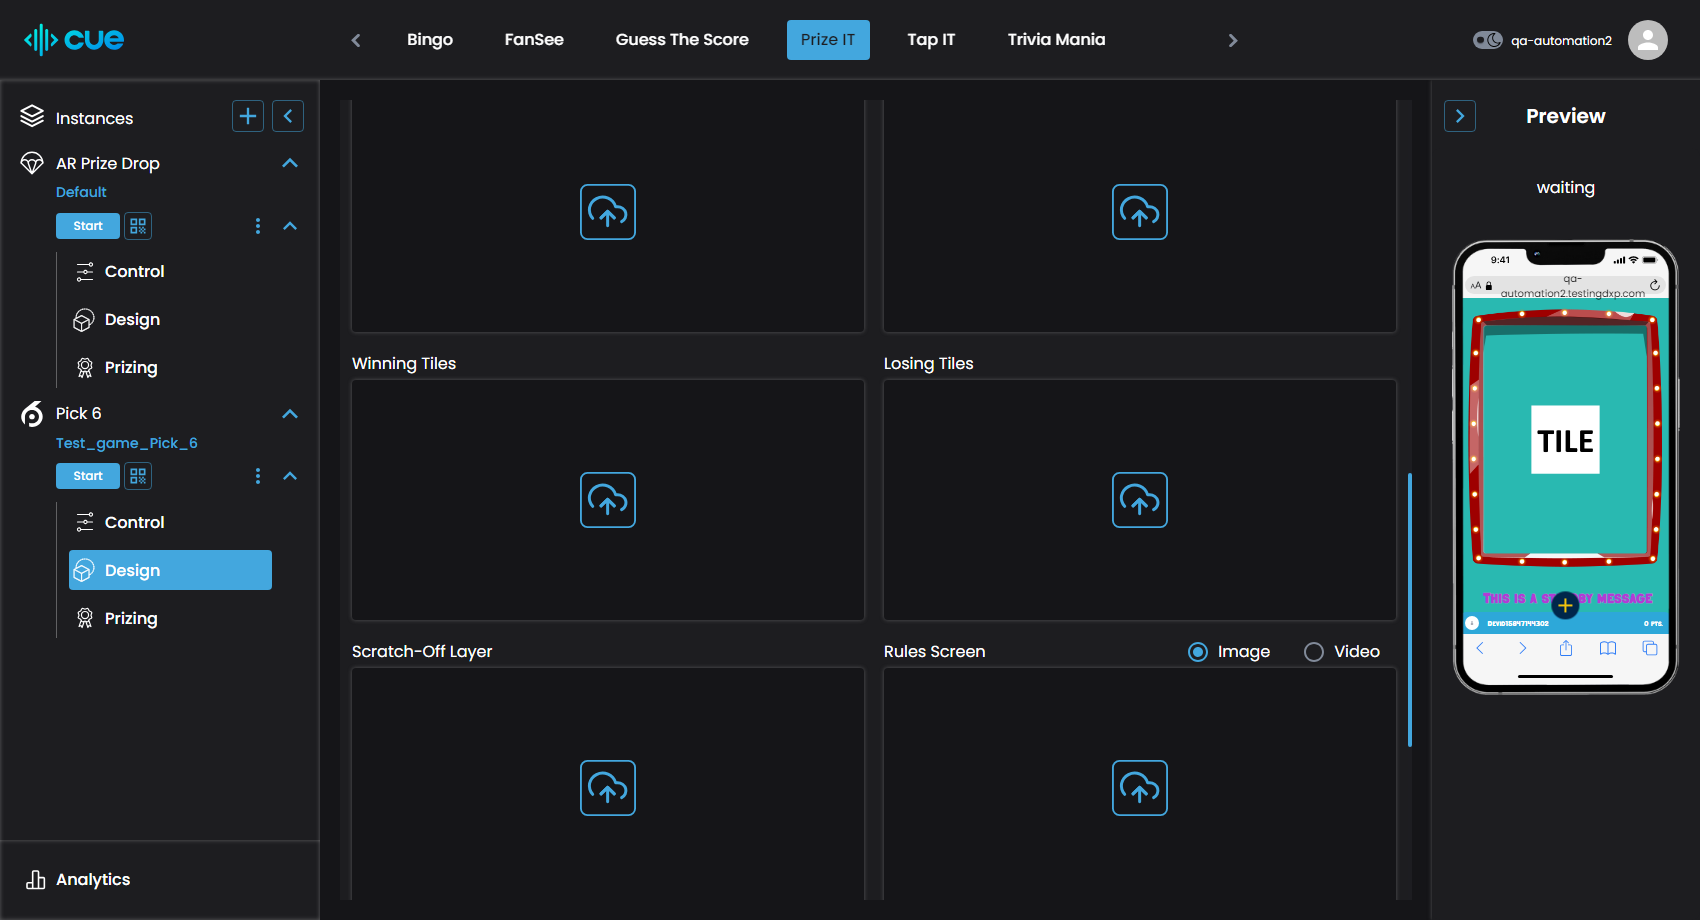 cue
Bingo
FanSee
Guess The Score
Prize IT
Tap IT
Trivia Mania
qa-automation2
Instances
AR Prize Drop
Default
Start
Control
Design
Prizing
Pick 6
Test_game_Pick_6
Start
Control
Design
Prizing
Analytics
Winning Tiles
Losing Tiles
Scratch-Off Layer
Rules Screen
Image
Video
Preview
waiting
9:41
AA
qa-
automation2.testingdxp.com
TILE
THIS IS A ST BY MESSAGE
0 PTS.